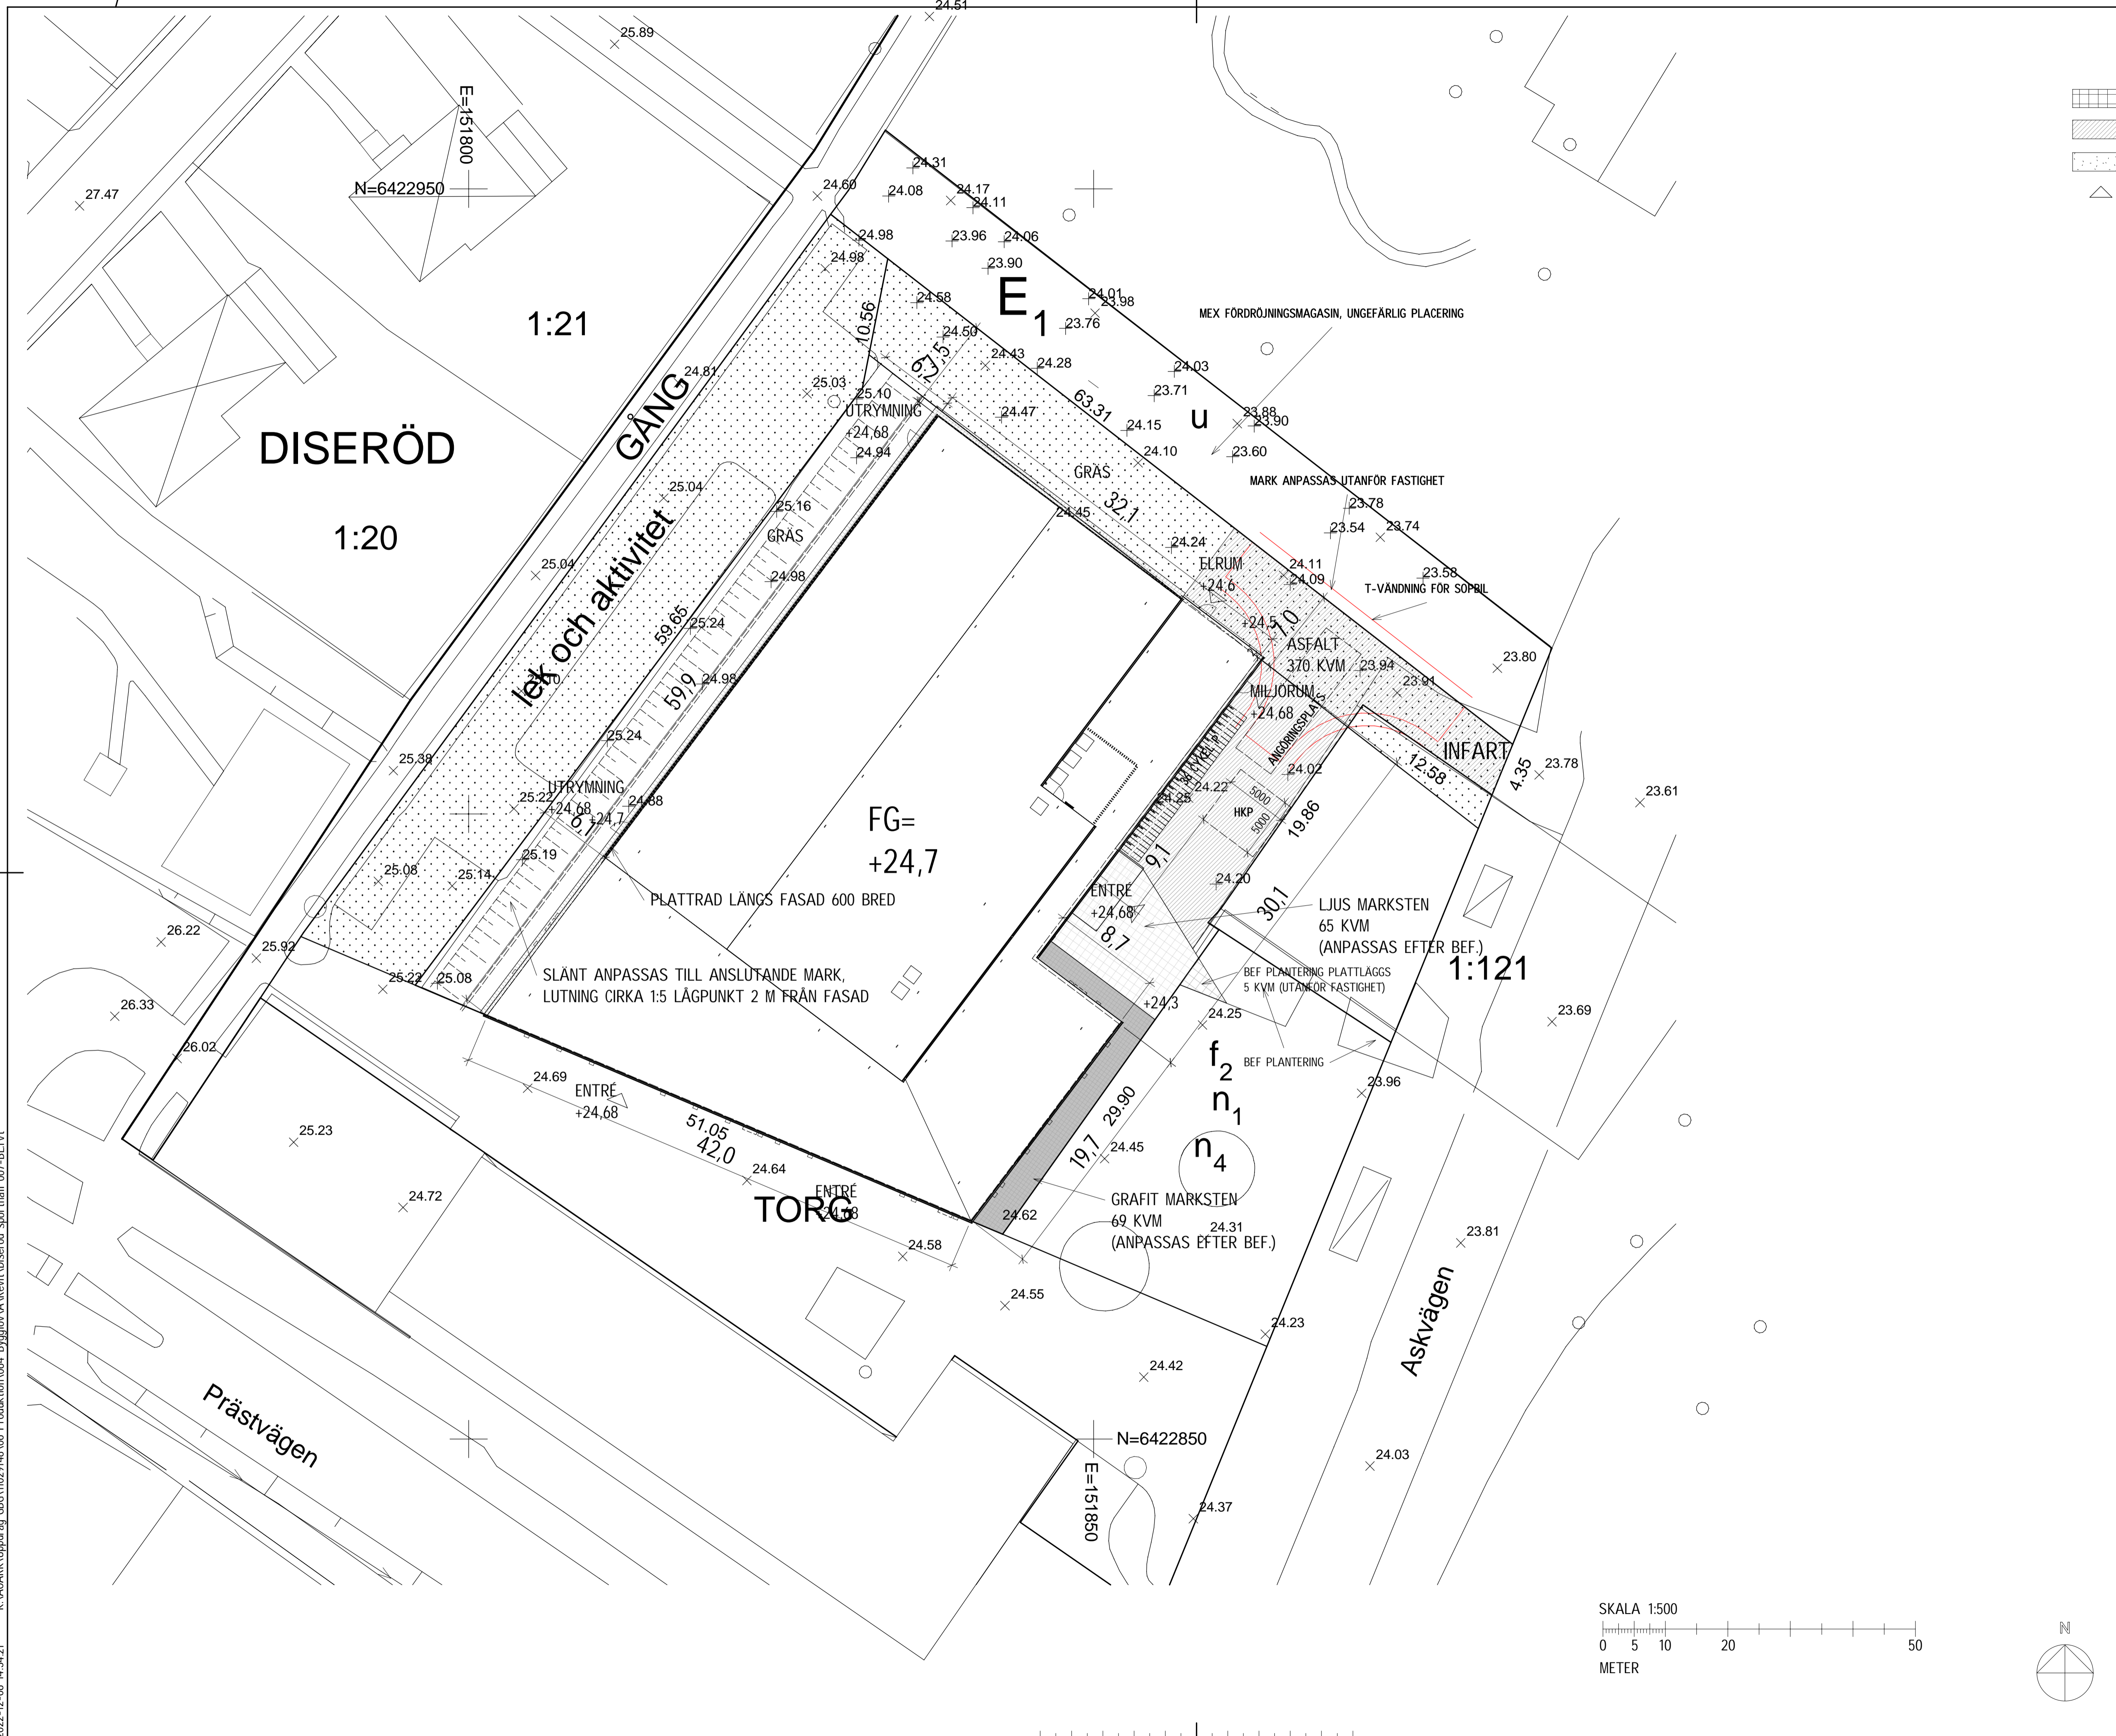 24.51
25.89
E=151800
N=6422950
27.47
24.31
24.60
24.08
24.17
24.11
24.98
23.96
24.06
24.98
23.90
E1
24.01
23.98
24.58
10.56
23.76
1:21
MEX FÖRDRÖJNINGSMAGASIN, UNGEFÄRLIG PLACERING
24.50
6,2
24.43
24.28
24.03
24.81
GÅNG
25.03
25.10
23.71
63.31
UTRYMNING
+24,68
24.47
u
23.88
23.90
24.15
DISERÖD
24.94
24.10
23.60
GRÄS
MARK ANPASSAS UTANFÖR FASTIGHET
25.04
25.16
32,1
24.45
23.78
23.54
23.74
1:20
GRÄS
24.24
lek och aktivitet
25.04
24.98
ELRUM
+24,6
24.11
24.09
23.58
T-VÄNDNING FÖR SOPBIL
59.65
25.24
+24,5
7,0
ASFALT
370 KVM
23.94
23.80
59,9
24.98
MILJÖRUM
+24,68
23.91
25.24
ANGÖRINGSPLATS
INFART
12.58
4.35
25.38
36 CYKEL P
24.02
23.78
UTRYMNING
+24,68
+24,7
25.22
24.88
6,1
24.25
24.22
5000
5000
HKP
19.86
23.61
FG=
+24,7
25.19
9,1
25.08
25.14
24.20
PLATTRAD LÄNGS FASAD 600 BRED
ENTRÉ
+24,68
30,1
LJUS MARKSTEN
65 KVM
(ANPASSAS EFTER BEF.)
8,7
26.22
25.92
1:121
SLÄNT ANPASSAS TILL ANSLUTANDE MARK,
LUTNING CIRKA 1:5 LÅGPUNKT 2 M FRÅN FASAD
25.22
25.08
BEF PLANTERING PLATTLÄGGS
5 KVM (UTANFÖR FASTIGHET)
+24,3
26.33
24.25
23.69
26.02
f2
BEF PLANTERING
24.69
ENTRÉ
+24,68
n1
23.96
51.05
42,0
29.90
19,7
25.23
24.45
n4
24.64
ENTRÉ
+24,68
TORG
24.72
GRAFIT MARKSTEN
69 KVM
(ANPASSAS EFTER BEF.)
24.62
24.31
23.81
24.58
24.55
Askvägen
24.23
24.42
Prästvägen
N=6422850
E=151850
24.03
24.37
SKALA 1:500
0 5 10 20 50
METER
N